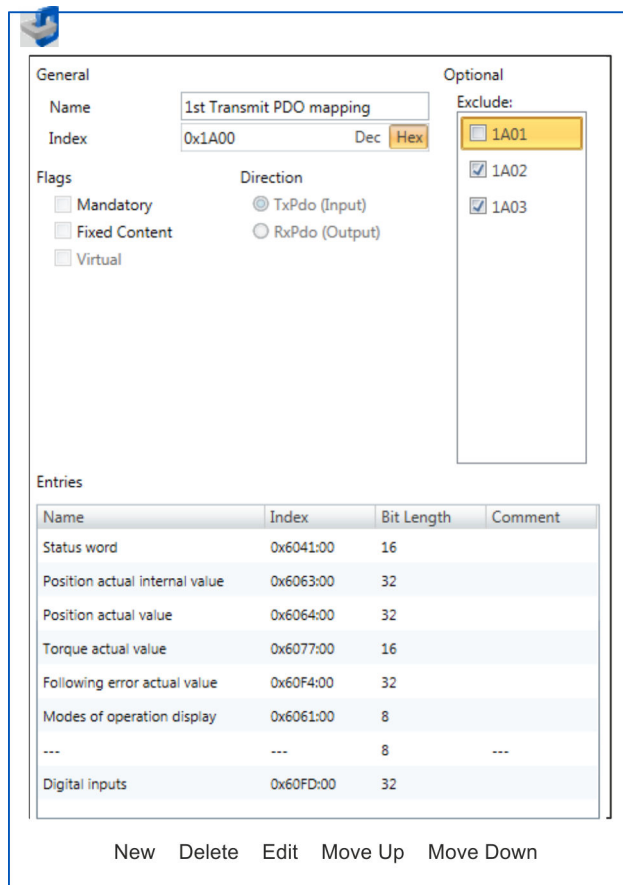 General
Optional
Name 1st Transmit PDO mapping
Exclude:
Index 0x1A00 Dec Hex
1A01
1A02
1A03
Flags
Direction
Mandatory
TxPdo (Input)
Fixed Content
RxPdo (Output)
Virtual
Entries
Name Index Bit Length Comment
Status word 0x6041:00 16
Position actual internal value 0x6063:00 32
Position actual value 0x6064:00 32
Torque actual value 0x6077:00 16
Following error actual value 0x60F4:00 32
Modes of operation display 0x6061:00 8
--- --- 8 ---
Digital inputs 0x60FD:00 32
New Delete Edit Move Up Move Down